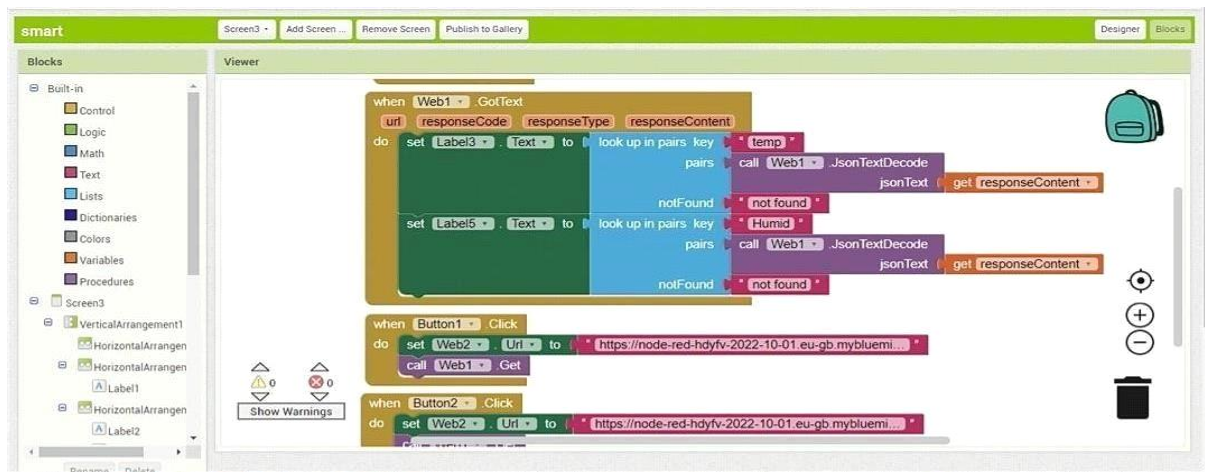 smart Screen3 Add Screen ... Remove Screen Publish to Gallery Designer Blocks
Blocks Viewer
Built-in
Control
Logic
Math
Text
Lists
Dictionaries
Colors
Variables
Procedures
Screen3
VerticalArrangement1
HorizontalArrangen
HorizontalArrangen
Label1
HorizontalArrangen
Label2
Rename Delete
when Web1 .GotText
url responseCode responseType responseContent
do set Label3 . Text to look up in pairs key " temp "
pairs call Web1 .JsonTextDecode
jsonText get responseContent
notFound " not found "
set Label5 . Text to look up in pairs key " Humid "
pairs call Web1 .JsonTextDecode
jsonText get responseContent
notFound " not found "
when Button1 .Click
do set Web2 . Url to " https://node-red-hdyfv-2022-10-01.eu-gb.mybluemi... "
call Web1 .Get
when Button2 .Click
do set Web2 . Url to " https://node-red-hdyfv-2022-10-01.eu-gb.mybluemi... "
0 0
Show Warnings